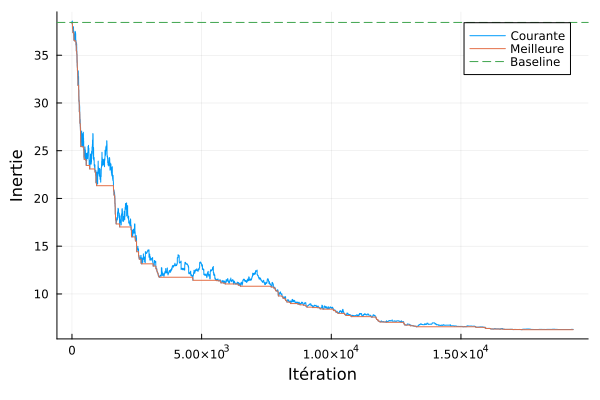 Courante
Meilleure
Baseline
35
30
25
20
15
10
Inertie
0
5.00×10³
1.00×10⁴
1.50×10⁴
Itération